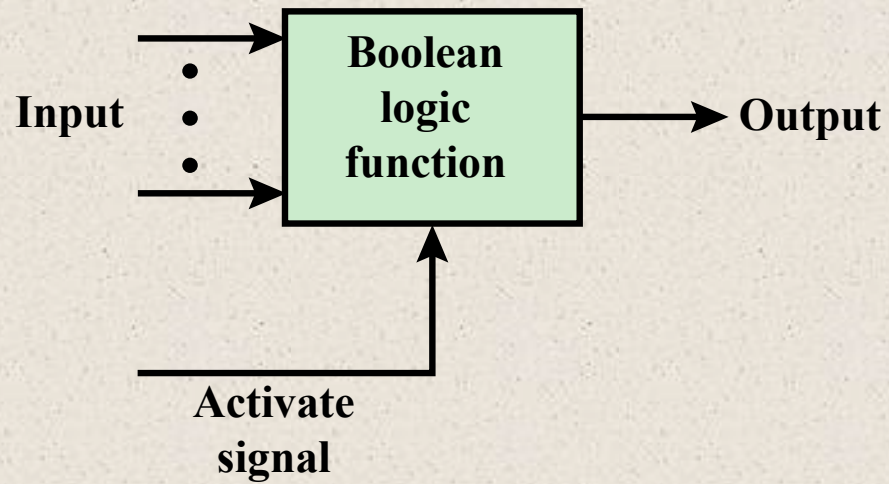 Input
Boolean
logic
function
Output
Activate
signal